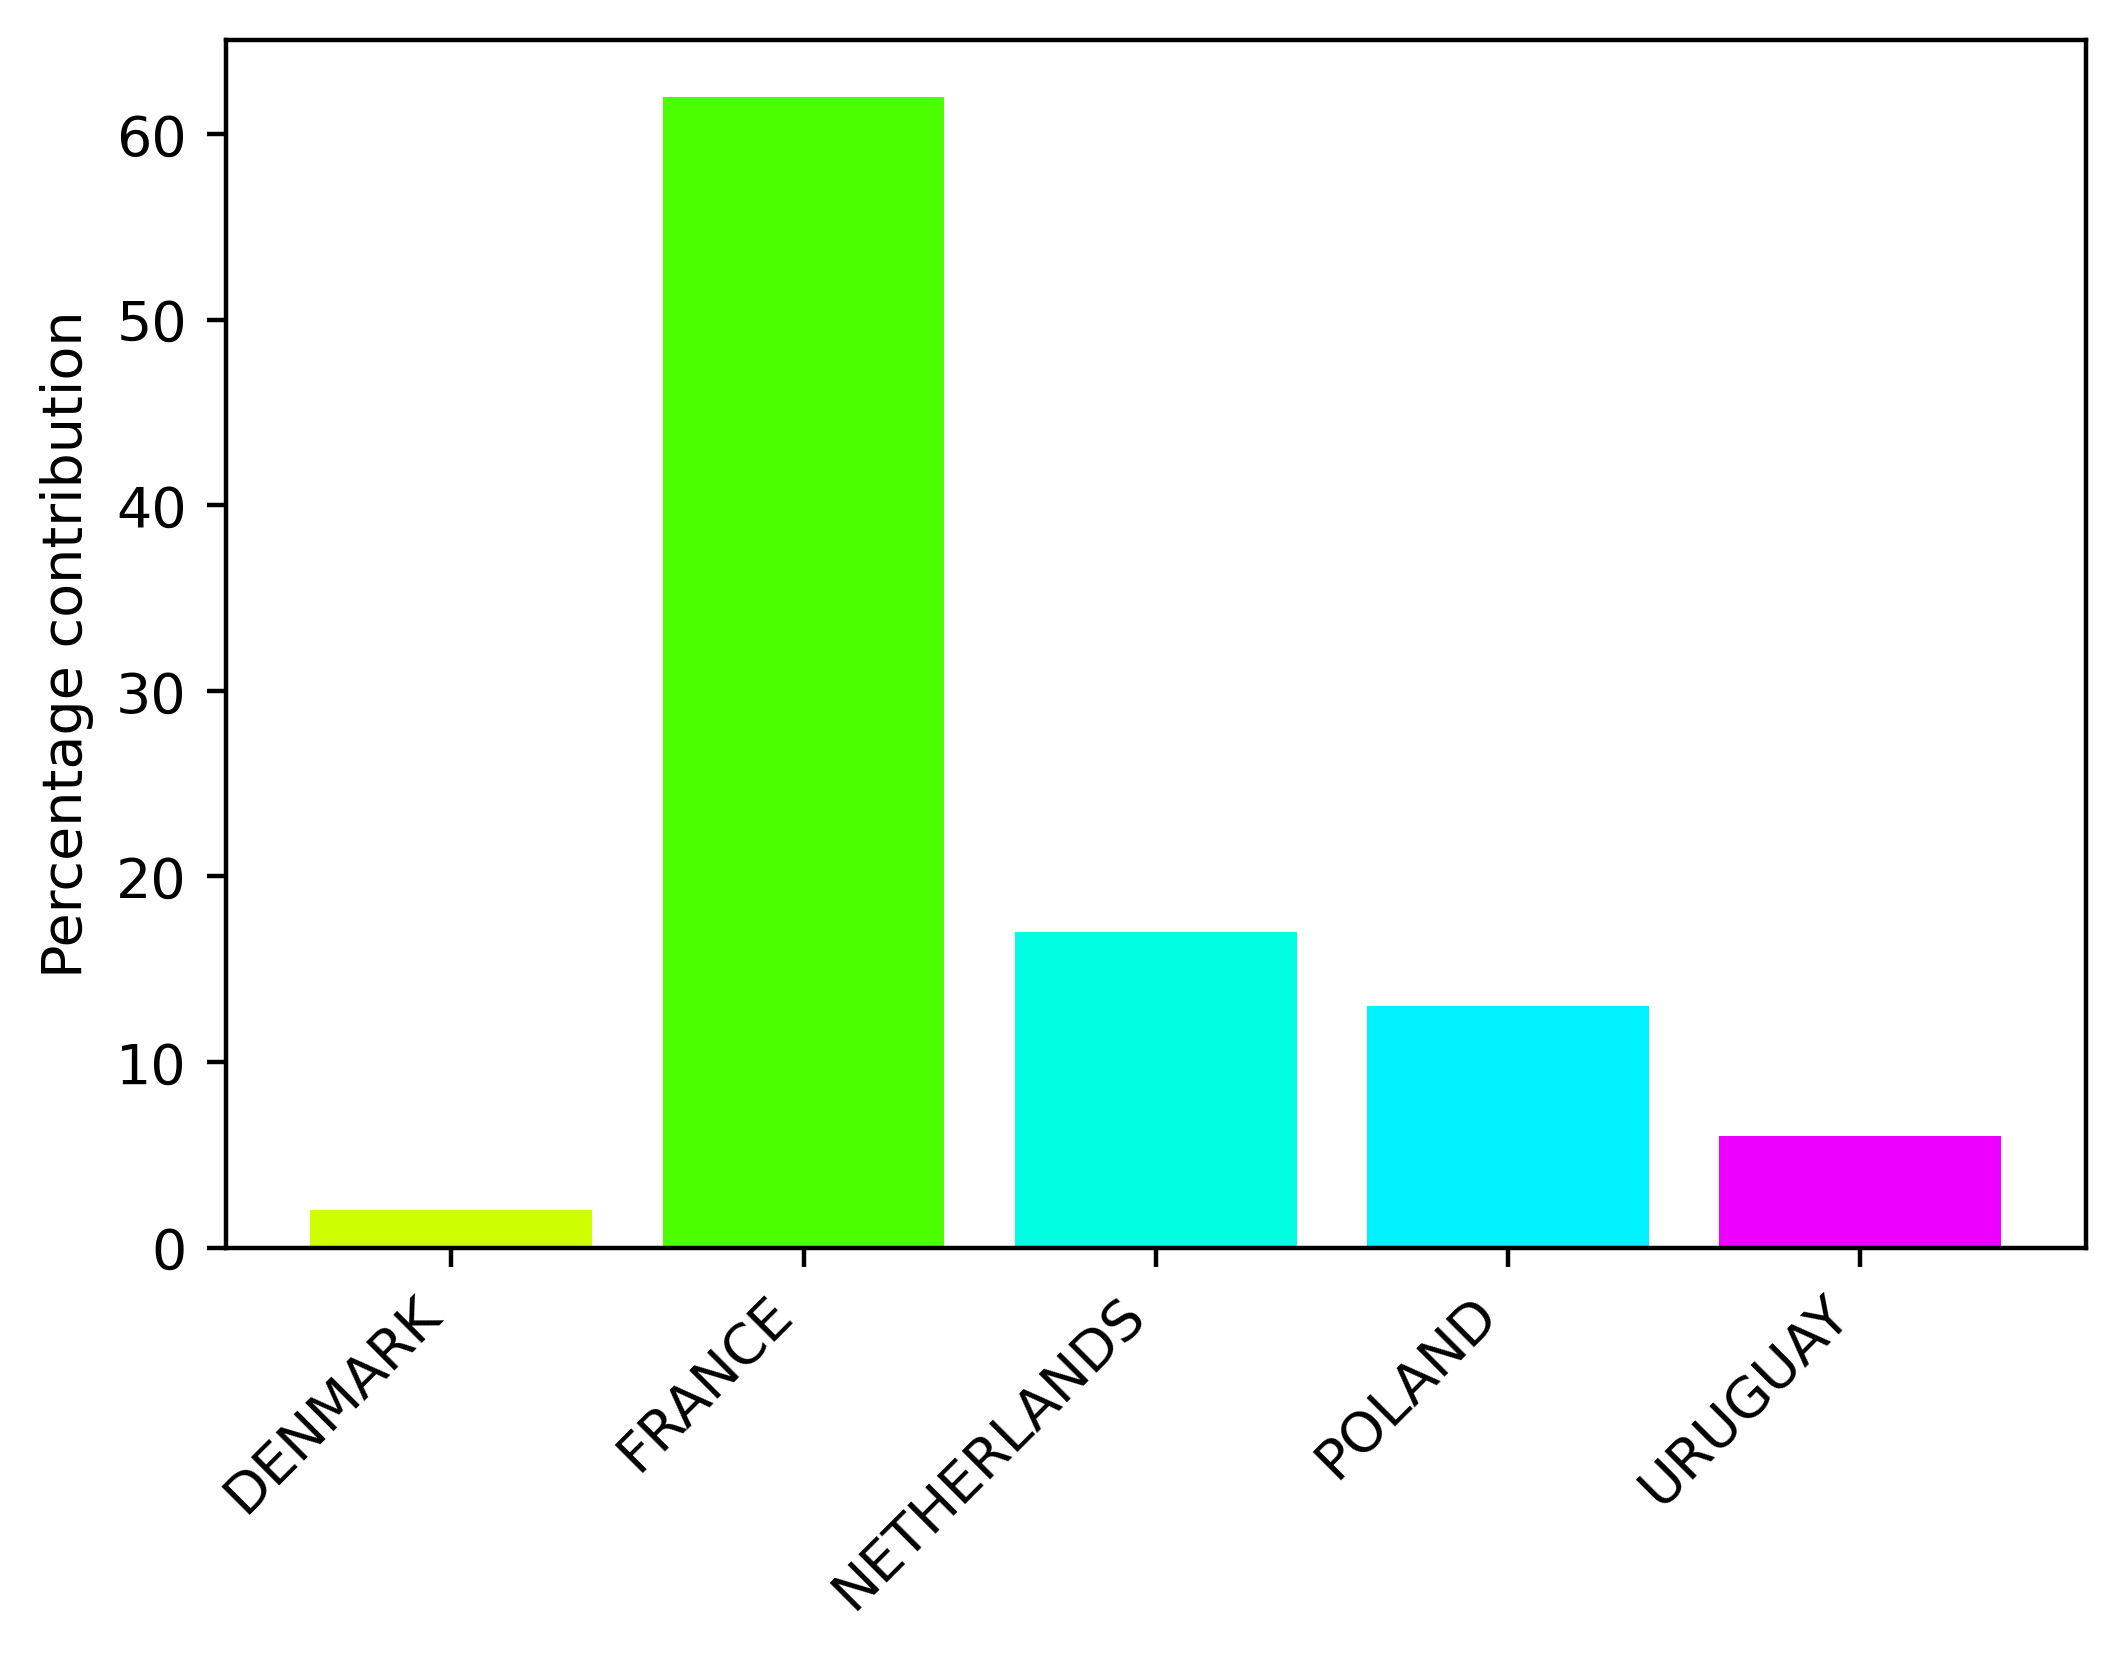 Percentage contribution
60
50
40
30
20
10
0
DENMARK
FRANCE
NETHERLANDS
POLAND
URUGUAY